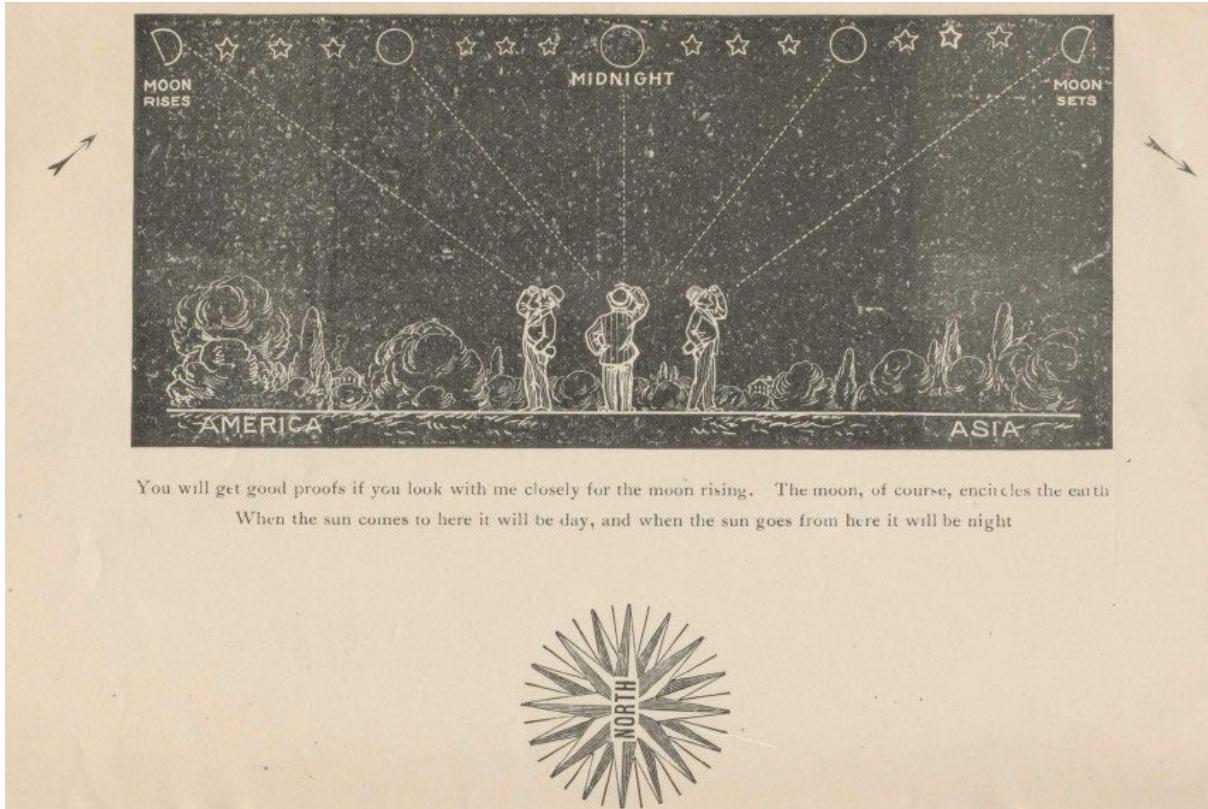 MIDNIGHT
MOON
RISES
MOON
SETS
AMERICA
ASIA
You will get good proofs if you look with me closely for the moon rising. The moon, of course, encircles the earth
When the sun comes to here it will be day, and when the sun goes from here it will be night
NORTH